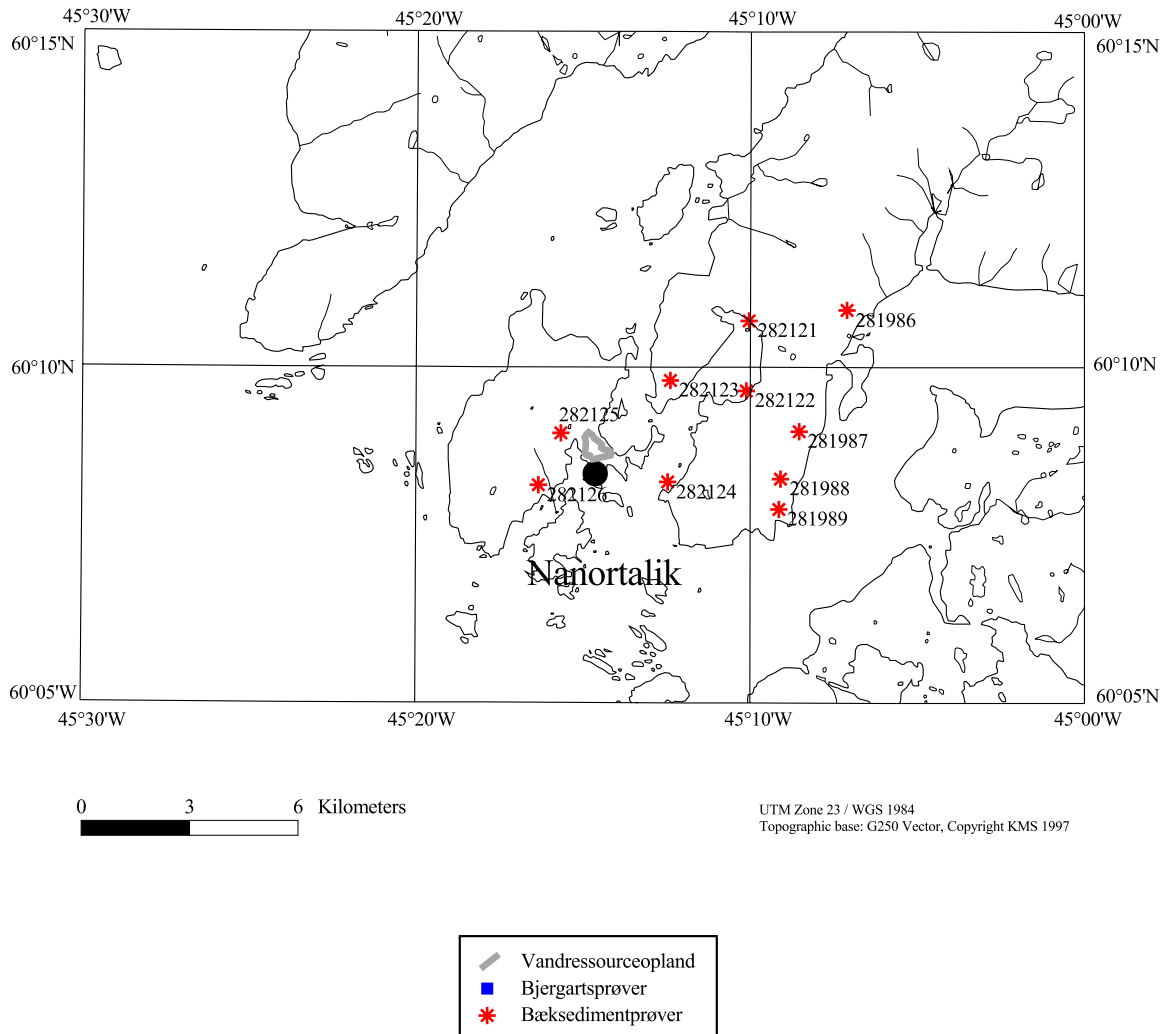 45°30'W 45°20'W 45°10'W 45°00'W
60°15'N 60°15'N
281986
282121
60°10'N 60°10'N
282123
282122
282125
281987
282126 282124 281988
281989
Nanortalik
60°05'W 60°05'N
45°30'W 45°20'W 45°10'W 45°00'W
0 3 6 Kilometers
UTM Zone 23 / WGS 1984
Topographic base: G250 Vector, Copyright KMS 1997
Vandressourceopland
Bjergartsprøver
Bæksedimentprøver